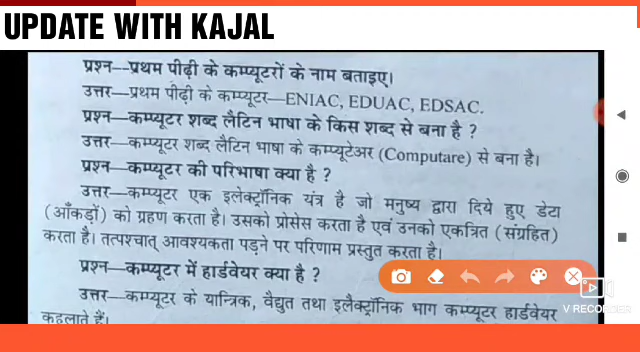 UPDATE WITH KAJAL
प्रश्न—प्रथम पीढ़ी के कम्प्यूटरों के नाम बताइए।
उत्तर—प्रथम पीढ़ी के कम्प्यूटर—ENIAC, EDUAC, EDSAC.
प्रश्न—कम्प्यूटर शब्द लैटिन भाषा के किस शब्द से बना है ?
उत्तर—कम्प्यूटर शब्द लैटिन भाषा के कम्प्यूटेअर (Computare) से बना है।
प्रश्न—कम्प्यूटर की परिभाषा क्या है ?
उत्तर—कम्प्यूटर एक इलेक्ट्रॉनिक यंत्र है जो मनुष्य द्वारा दिये हुए डेटा
(आँकड़ों) को ग्रहण करता है। उसको प्रोसेस करता है एवं उनको एकत्रित (संग्रहित)
करता है। तत्पश्चात् आवश्यकता पड़ने पर परिणाम प्रस्तुत करता है।
प्रश्न—कम्प्यूटर में हार्डवेयर क्या है ?
उत्तर—कम्प्यूटर के यान्त्रिक, वैद्युत तथा इलैक्ट्रॉनिक भाग कम्प्यूटर हार्डवेयर
कहलाते हैं।
V RECORDER